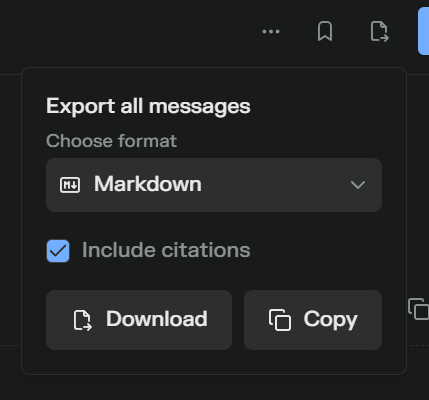 Export all messages
Choose format
Markdown
Include citations
Download
Copy